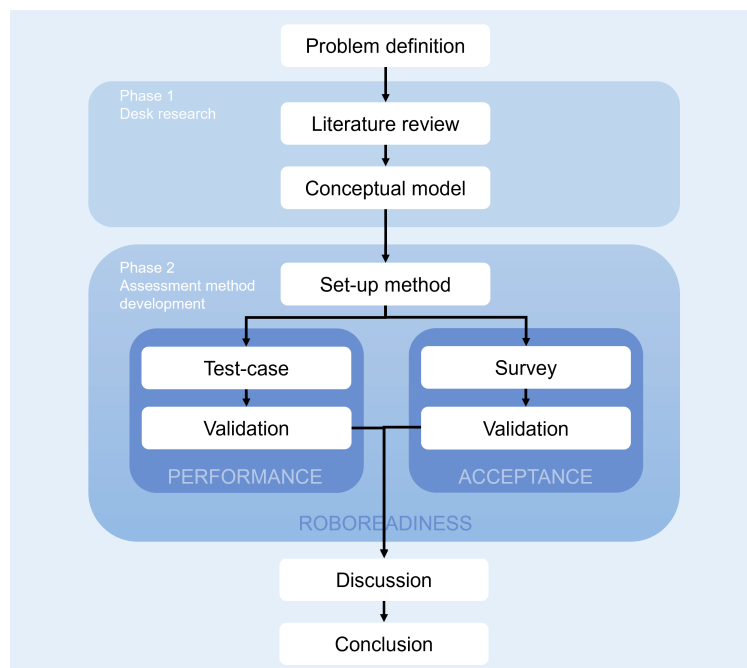 Problem definition
Phase 1
Desk research
Literature review
Conceptual model
Phase 2
Assessment method
development
Set-up method
Test-case
Validation
PERFORMANCE
Survey
Validation
ACCEPTANCE
ROBOREADINESS
Discussion
Conclusion